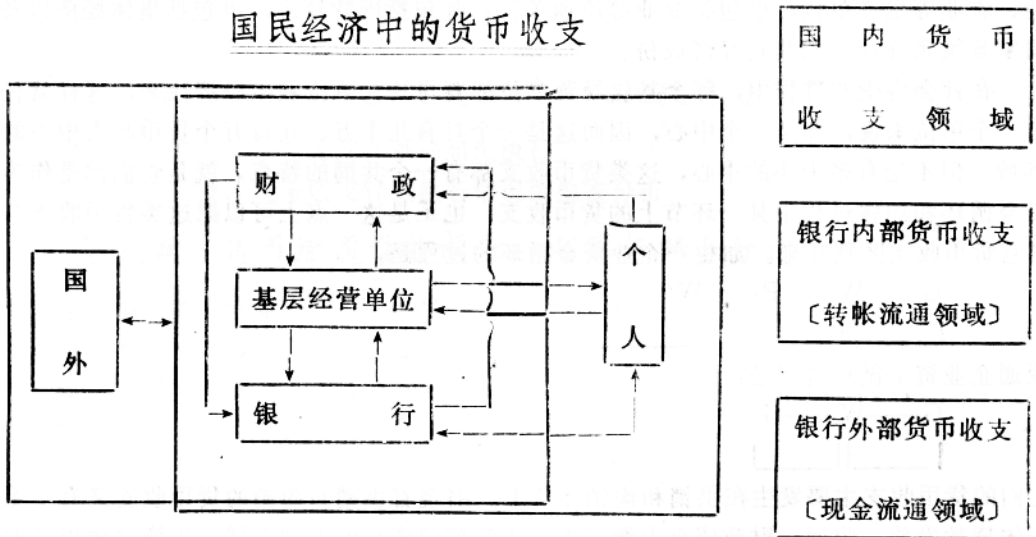 国民经济中的货币收支
国内货币
收支领域
财政
个人
国外
基层经营单位
银行内部货币收支
〔转帐流通领域〕
银行
银行外部货币收支
〔现金流通领域〕